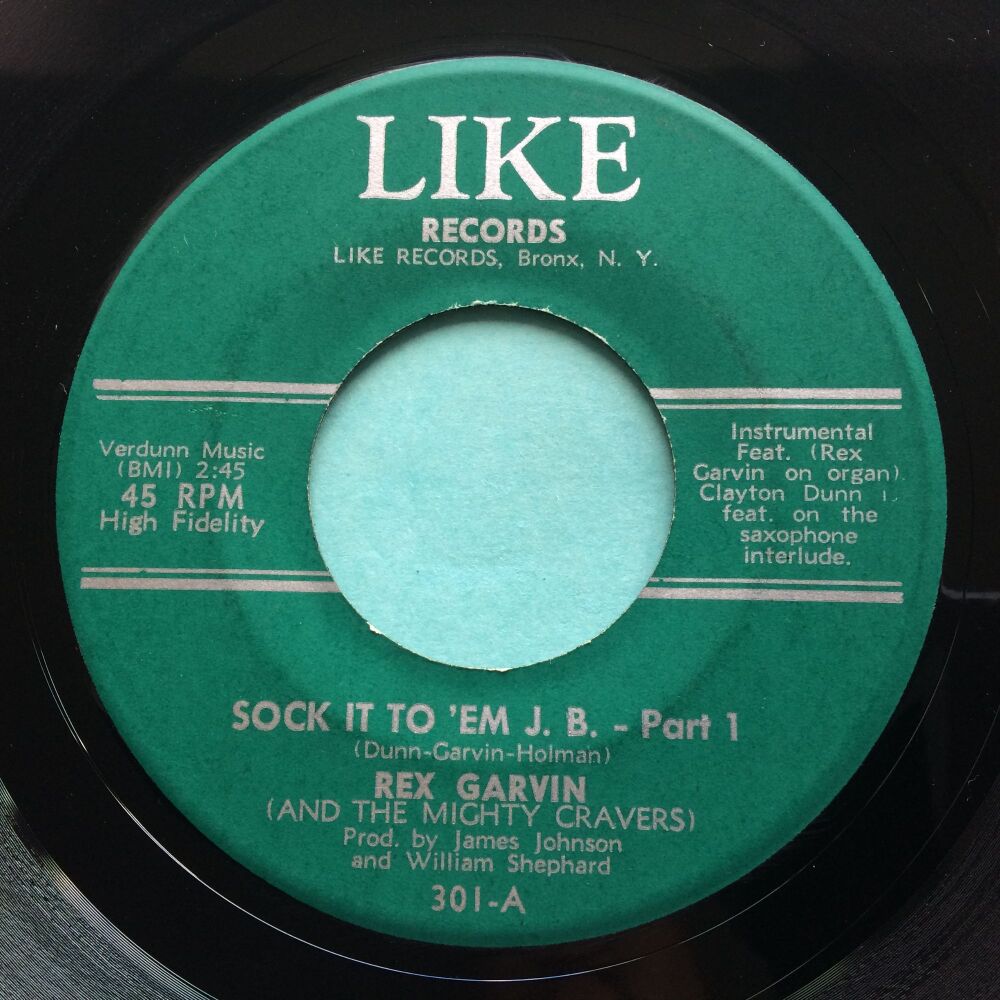 LIKE
RECORDS
LIKE RECORDS, Bronx, N. Y.
Verdunn Music
(BMI) 2:45
45 RPM
High Fidelity
Instrumental
Feat. (Rex
Garvin on organ)
Clayton Dunn
feat. on the
saxophone
interlude.
SOCK IT TO 'EM J. B. - Part 1
(Dunn-Garvin-Holman)
REX GARVIN
(AND THE MIGHTY CRAVERS)
Prod. by James Johnson
and William Shephard
301-A